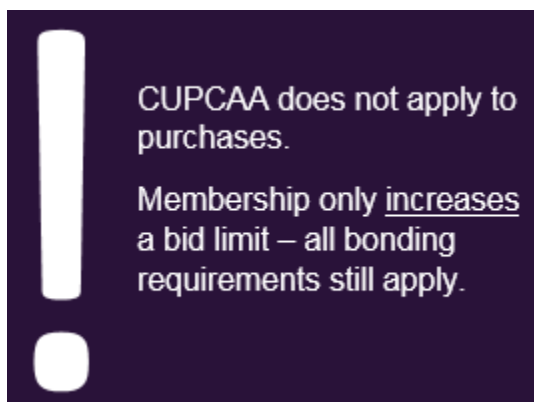 CUPCAA does not apply to
purchases.
Membership only increases
a bid limit – all bonding
requirements still apply.